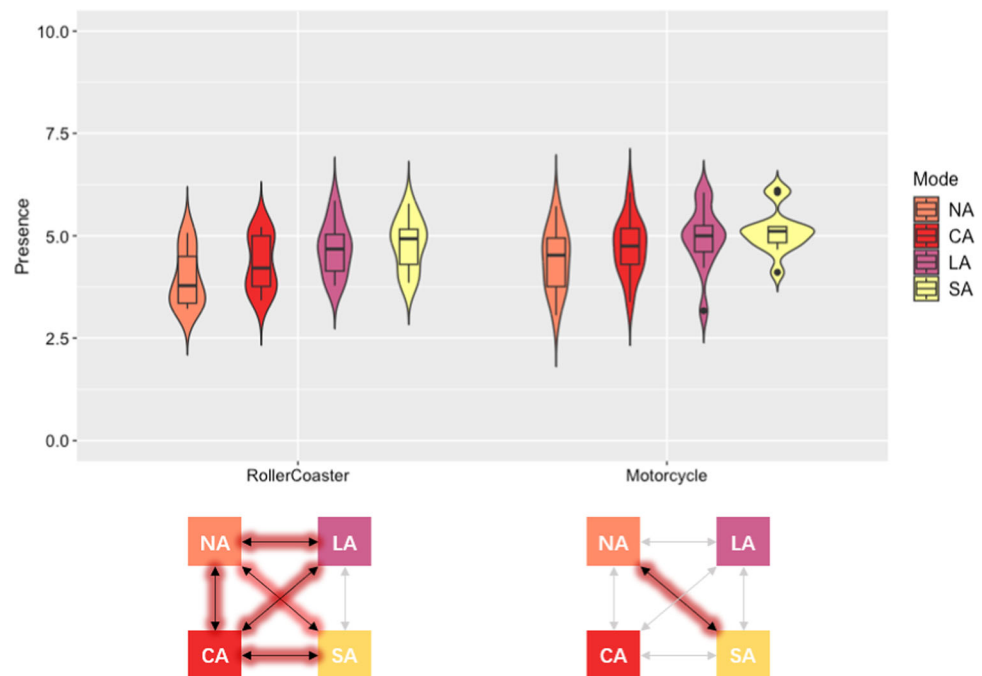 10.0
7.5
5.0
2.5
0.0
Presence
RollerCoaster
Motorcycle
Mode
NA
CA
LA
SA
NA
LA
CA
SA
NA
LA
CA
SA